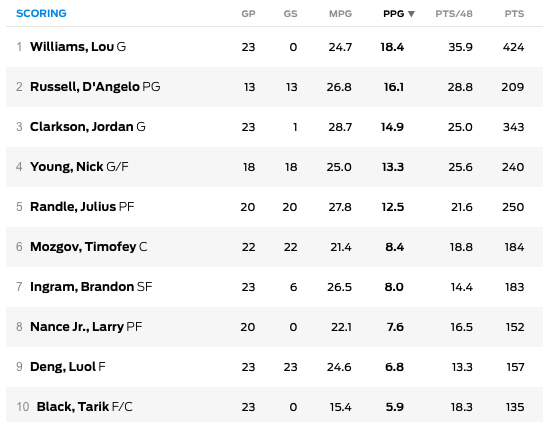 SCORING GP GS MPG PPG ▼ PTS/48 PTS
1 Williams, Lou G 23 0 24.7 18.4 35.9 424
2 Russell, D'Angelo PG 13 13 26.8 16.1 28.8 209
3 Clarkson, Jordan G 23 1 28.7 14.9 25.0 343
4 Young, Nick G/F 18 18 25.0 13.3 25.6 240
5 Randle, Julius PF 20 20 27.8 12.5 21.6 250
6 Mozgov, Timofey C 22 22 21.4 8.4 18.8 184
7 Ingram, Brandon SF 23 6 26.5 8.0 14.4 183
8 Nance Jr., Larry PF 20 0 22.1 7.6 16.5 152
9 Deng, Luol F 23 23 24.6 6.8 13.3 157
10 Black, Tarik F/C 23 0 15.4 5.9 18.3 135